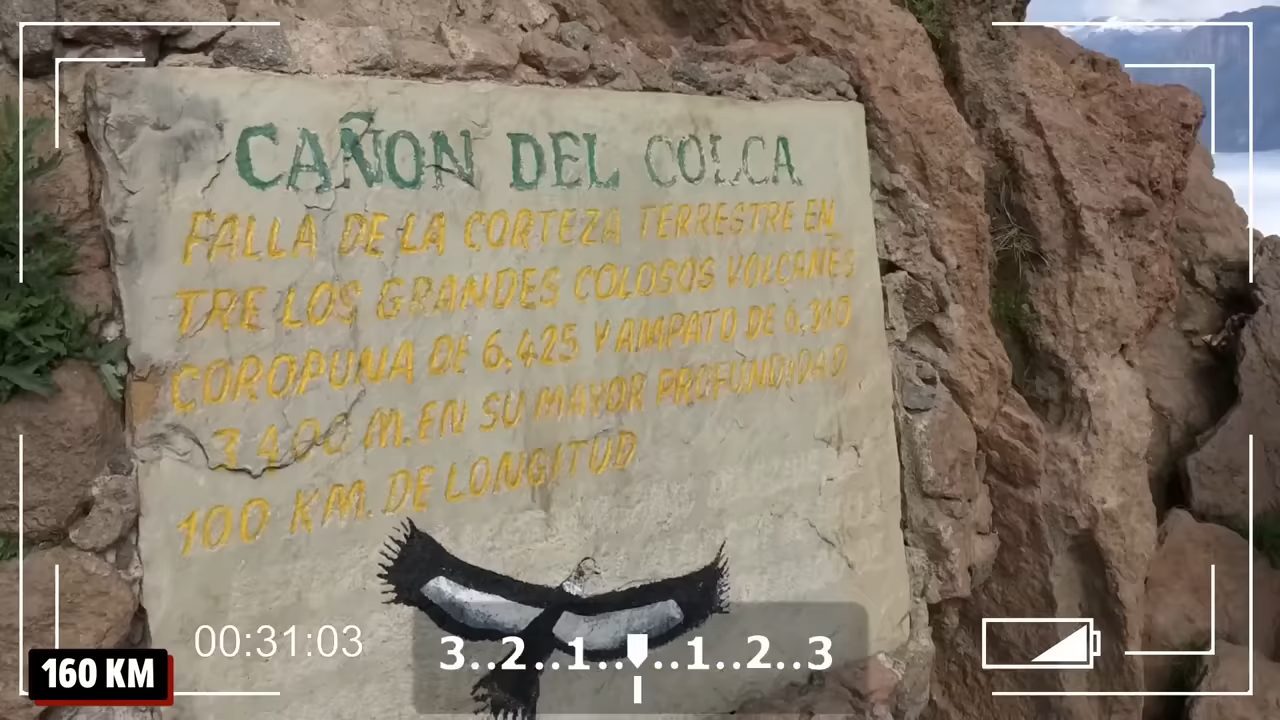 CAÑON DEL COLCA
FALLA DE LA CORTEZA TERRESTRE EN
TRE LOS GRANDES COLOSOS VOLCANES
COROPUNA DE 6.425 Y AMPATO DE 6.310
3.400 M. EN SU MAYOR PROFUNDIDAD
100 KM. DE LONGITUD
00:31:03
3..2..1.. ..1..2..3
160 KM